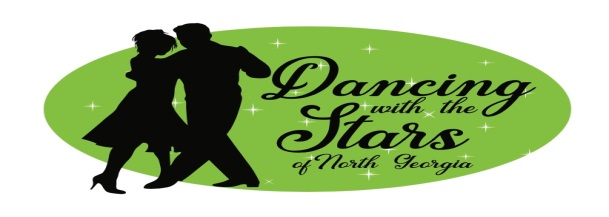 Dancing
with the
Stars
of North Georgia